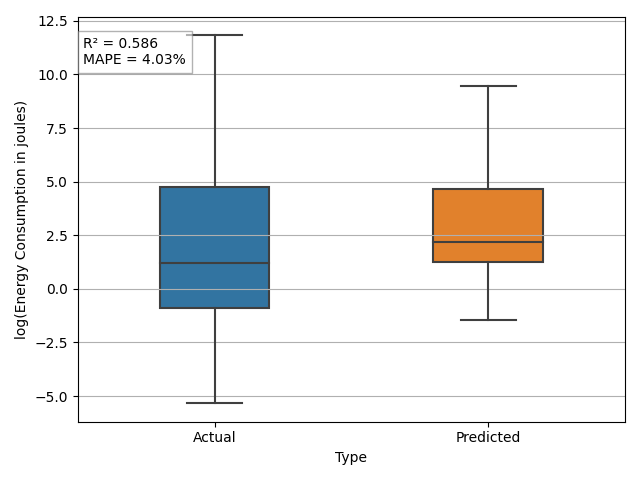 12.5
10.0
7.5
5.0
2.5
0.0
−2.5
−5.0
log(Energy Consumption in joules)
R² = 0.586
MAPE = 4.03%
Actual
Predicted
Type